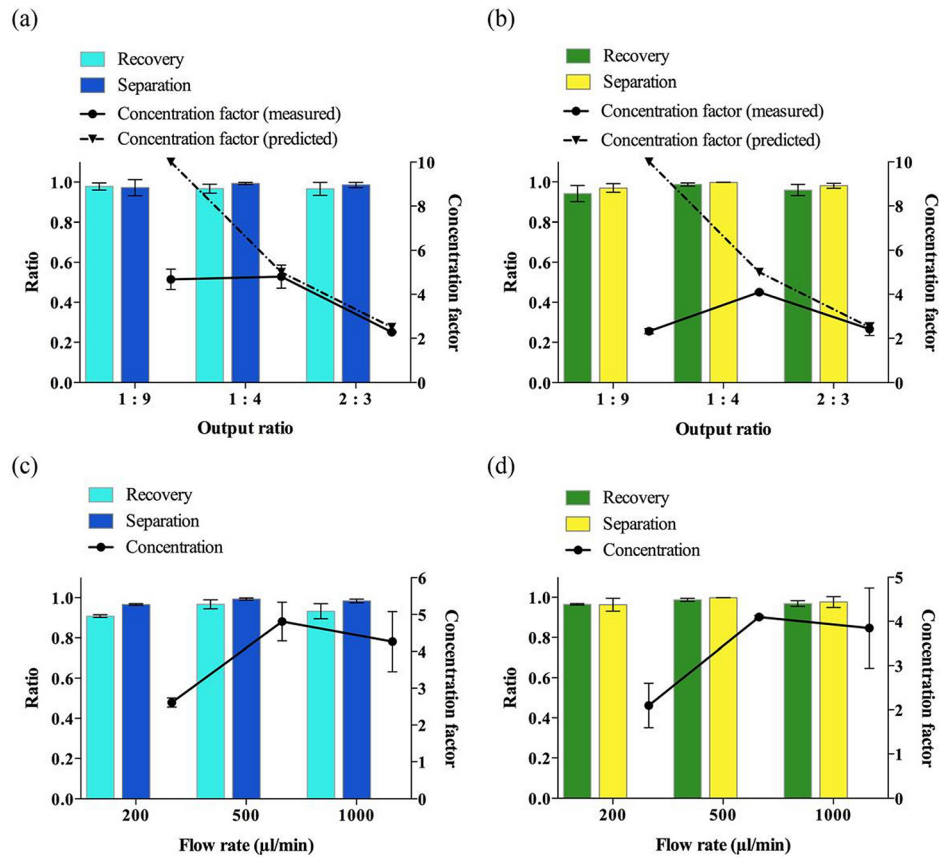 (a)
Recovery
Separation
Concentration factor (measured)
Concentration factor (predicted)
1.0
0.8
0.6
0.4
0.2
0.0
Ratio
10
8
6
4
2
0
Concentration factor
1 : 9
1 : 4
2 : 3
Output ratio
(b)
Recovery
Separation
Concentration factor (measured)
Concentration factor (predicted)
1.0
0.8
0.6
0.4
0.2
0.0
Ratio
10
8
6
4
2
0
Concentration factor
1 : 9
1 : 4
2 : 3
Output ratio
(c)
Recovery
Separation
Concentration
1.0
0.8
0.6
0.4
0.2
0.0
Ratio
6
5
4
3
2
1
0
Concentration factor
200
500
1000
Flow rate (µl/min)
(d)
Recovery
Separation
Concentration
1.0
0.8
0.6
0.4
0.2
0.0
Ratio
5
4
3
2
1
0
Concentration factor
200
500
1000
Flow rate (µl/min)